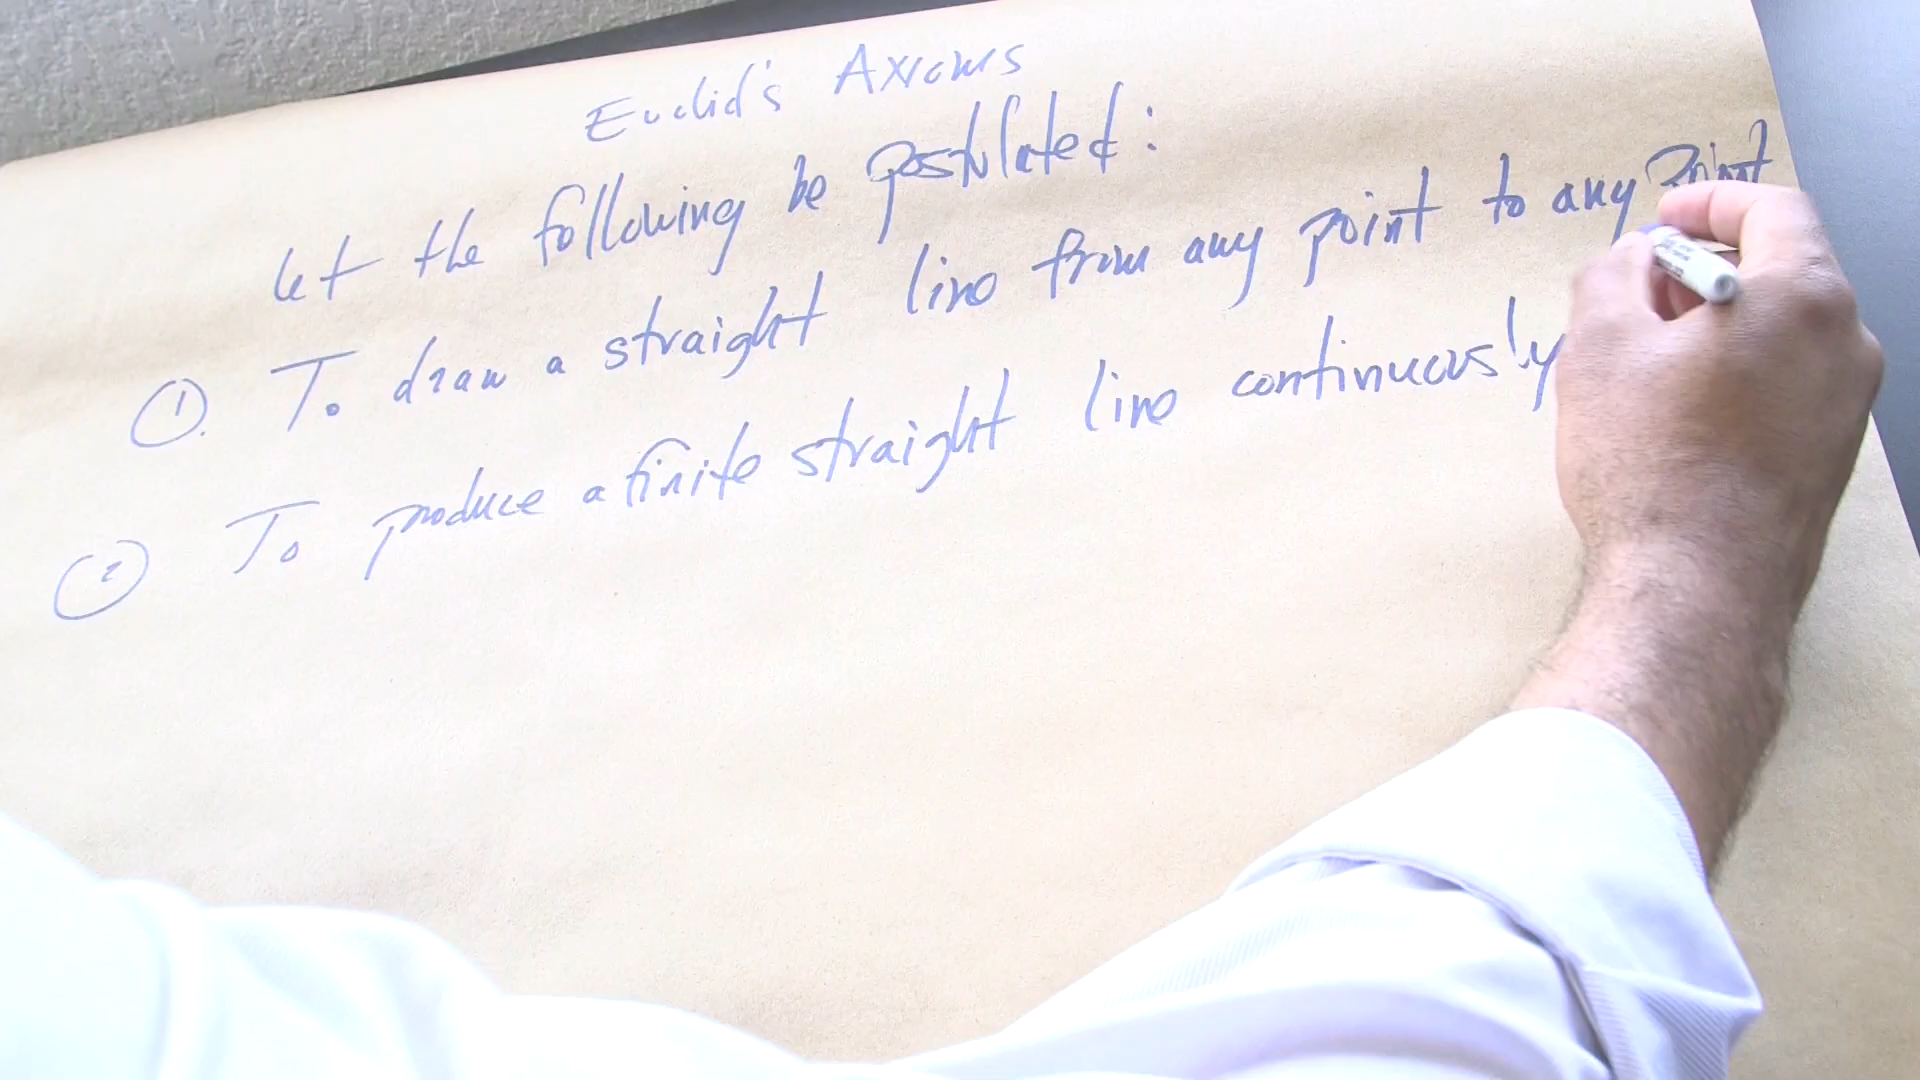 Euclid's Axioms
Let the following be postulated:
① To draw a straight line from any point to any point
② To produce a finite straight line continuously